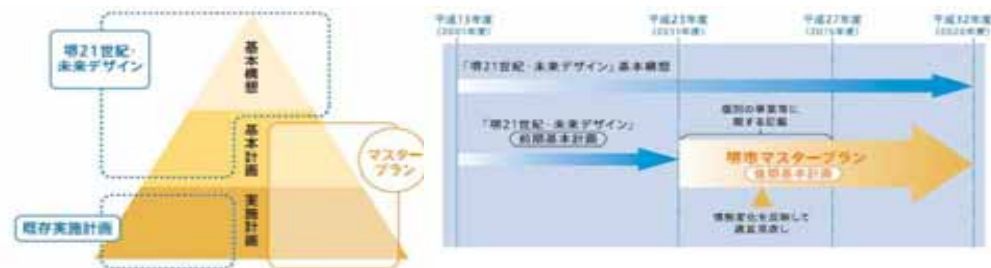 堺21世紀・
未来デザイン
基本構想
基本計画
実施計画
マスター
プラン
既存実施計画
平成13年度
(2001年度)
平成23年度
(2011年度)
平成27年度
(2015年度)
平成32年度
(2020年度)
「堺21世紀・未来デザイン」基本構想
「堺21世紀・未来デザイン」
前期基本計画
個別の事業等に
関する記載
堺市マスタープラン
後期基本計画
情勢変化を反映して
適宜見直し